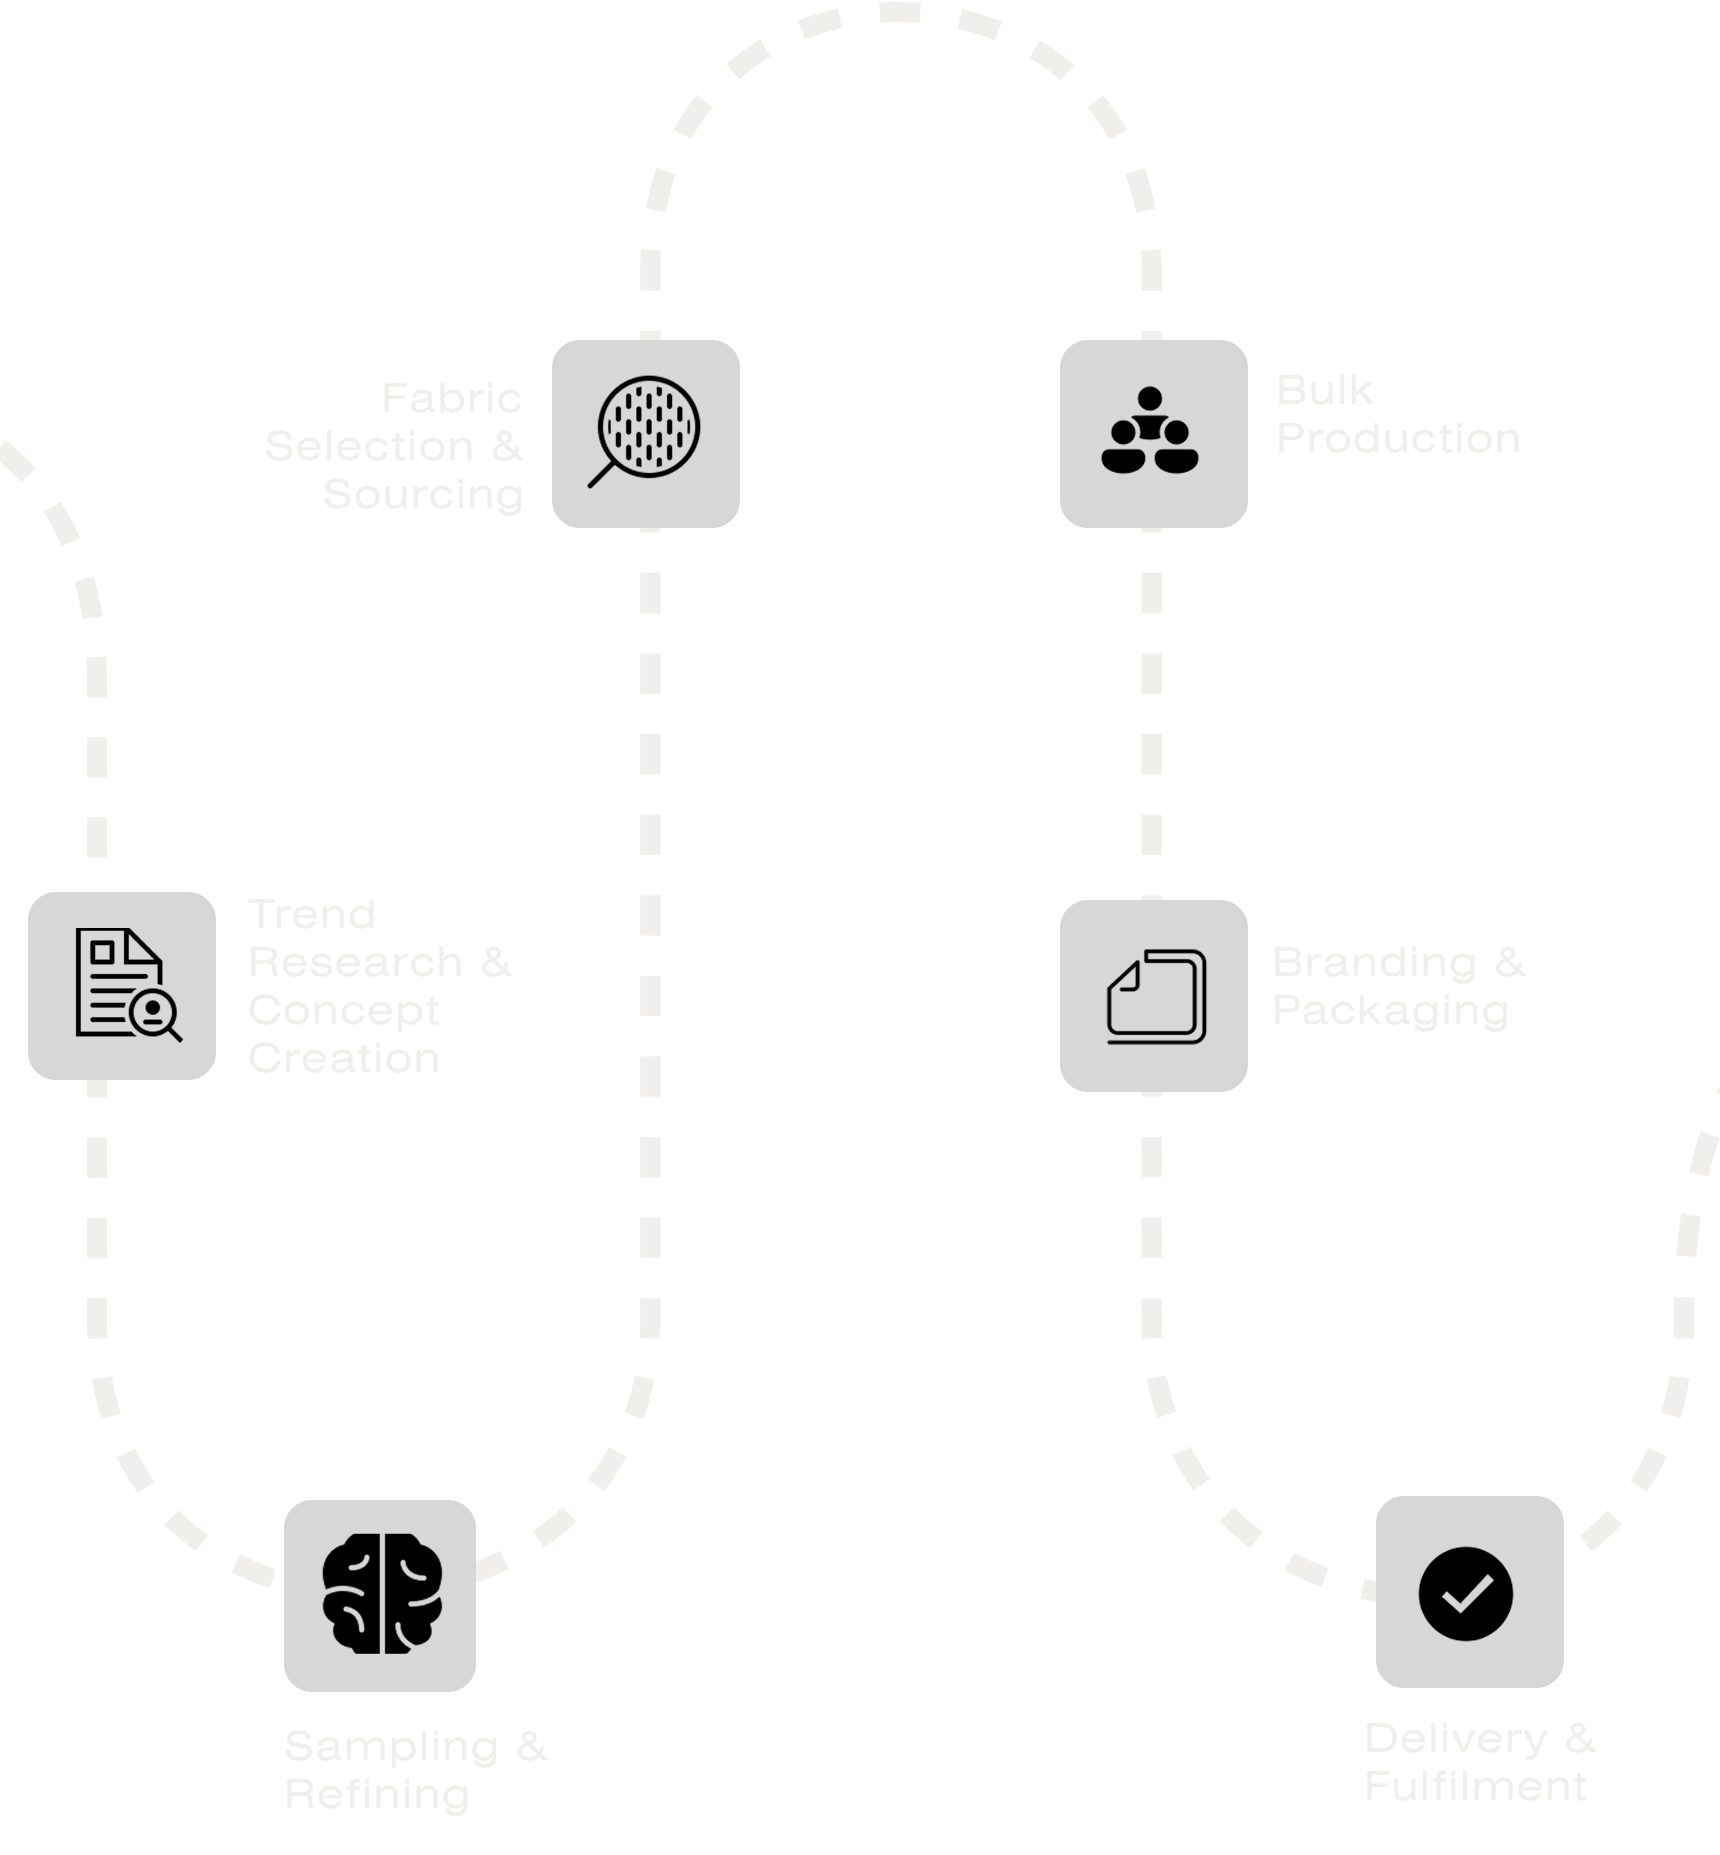 Fabric
Selection &
Sourcing
Bulk
Production
Trend
Research &
Concept
Creation
Branding &
Packaging
Sampling &
Refining
Delivery &
Fulfilment